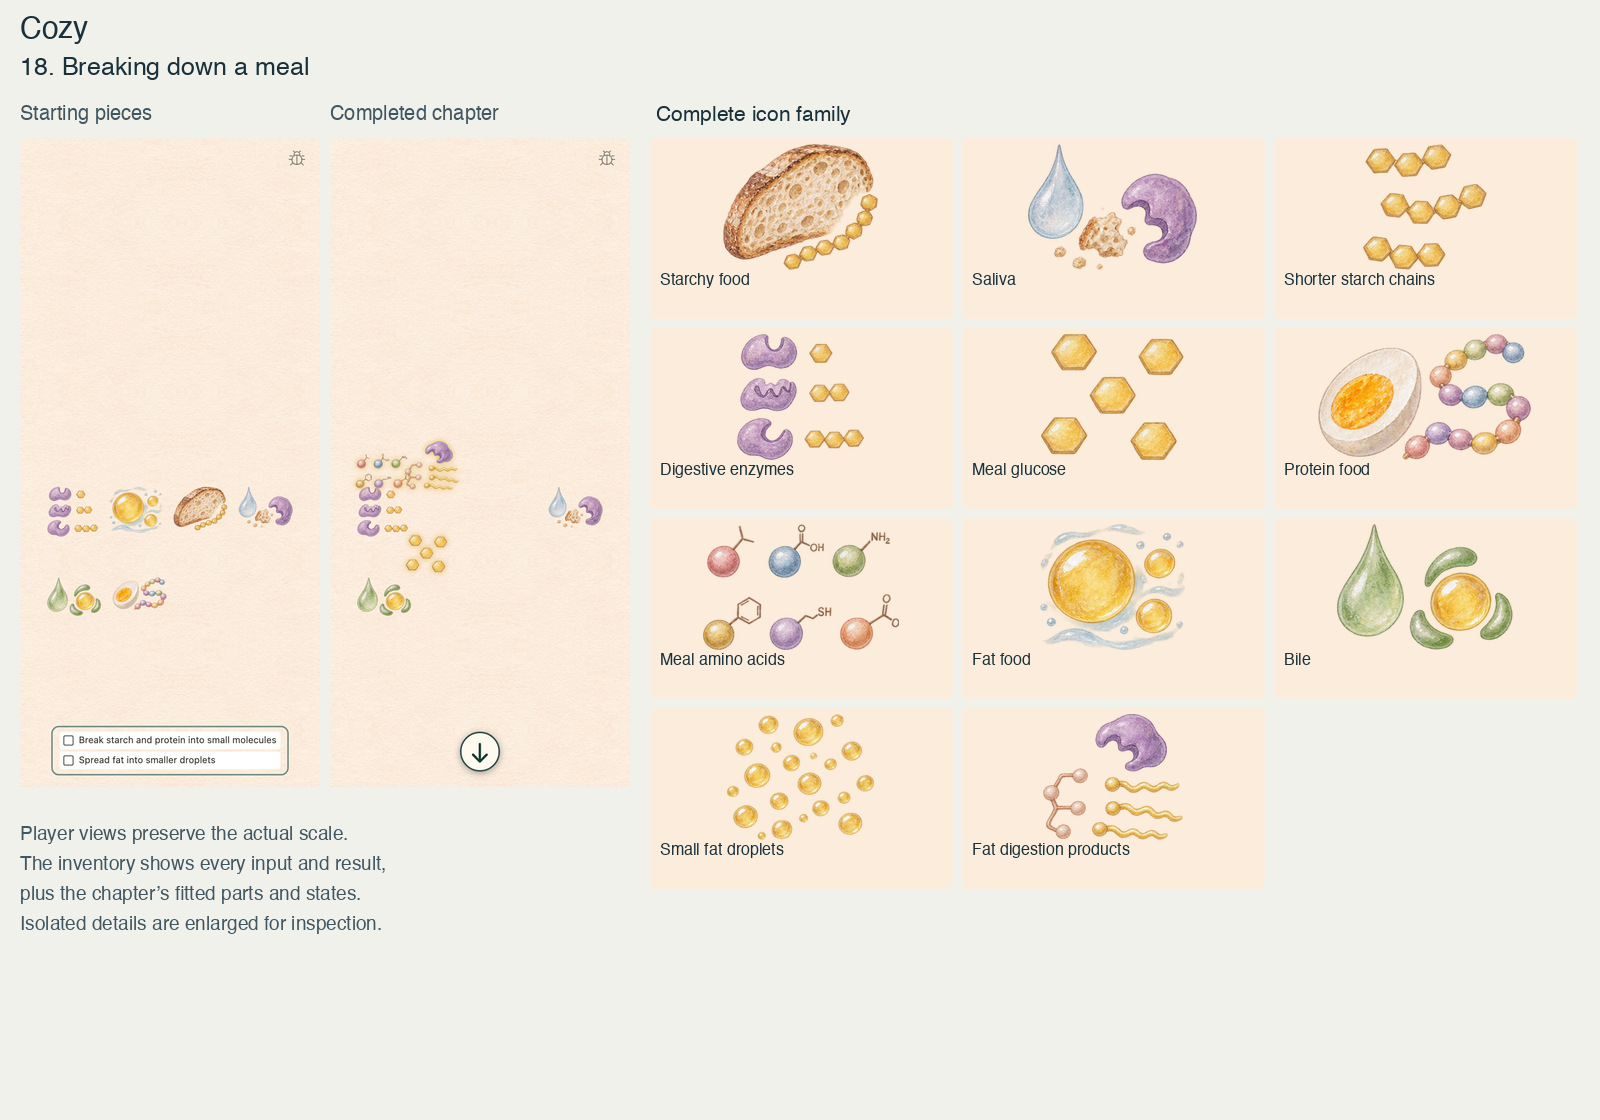 Cozy
18. Breaking down a meal
Starting pieces
Completed chapter
Complete icon family
Starchy food
Saliva
Shorter starch chains
Digestive enzymes
Meal glucose
Protein food
O
OH
NH₂
SH
O
O
Meal amino acids
Fat food
Bile
Small fat droplets
Fat digestion products
Break starch and protein into small molecules
Spread fat into smaller droplets
Player views preserve the actual scale.
The inventory shows every input and result,
plus the chapter’s fitted parts and states.
Isolated details are enlarged for inspection.